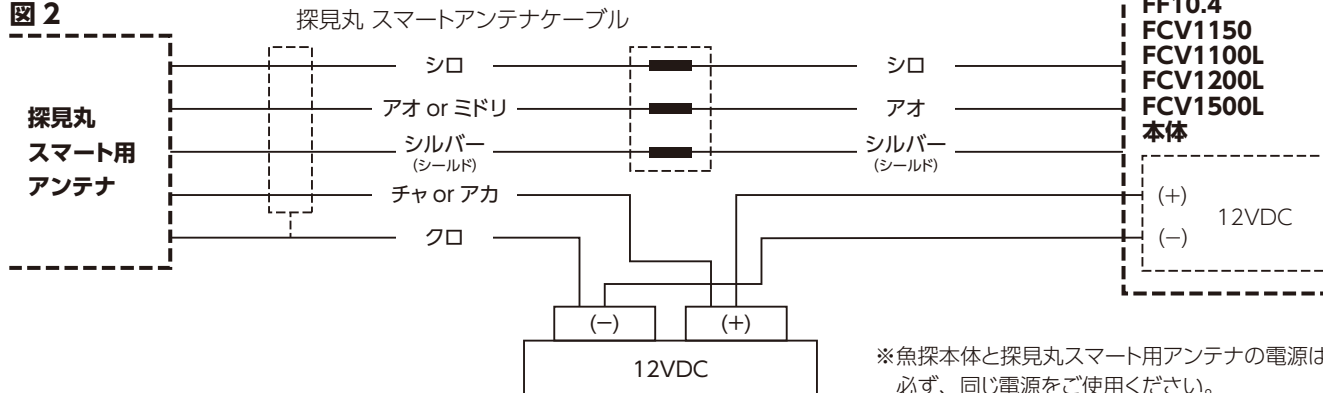 図 2
探見丸 スマートアンテナケーブル
FF10.4
FCV1150
FCV1100L
FCV1200L
FCV1500L
本体
探見丸
スマート用
アンテナ
シロ
シロ
アオ or ミドリ
アオ
シルバー
(シールド)
シルバー
(シールド)
チャ or アカ
クロ
(+)
12VDC
(−)
(−)
(+)
12VDC
※魚探本体と探見丸スマート用アンテナの電源は
必ず、同じ電源をご使用ください。